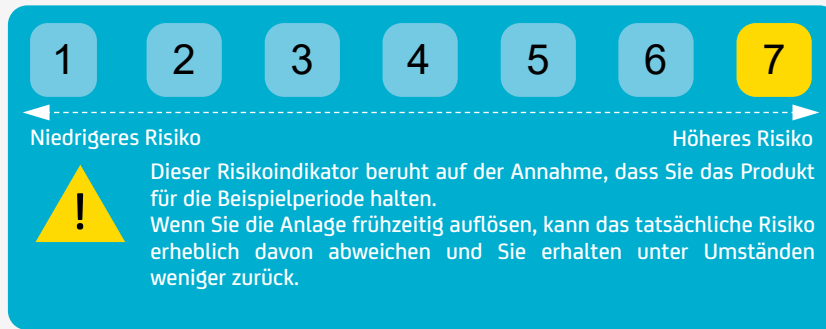 1 2 3 4 5 6 7
Niedrigeres Risiko Höheres Risiko
! Dieser Risikoindikator beruht auf der Annahme, dass Sie das Produkt
für die Beispielperiode halten.
Wenn Sie die Anlage frühzeitig auflösen, kann das tatsächliche Risiko
erheblich davon abweichen und Sie erhalten unter Umständen
weniger zurück.